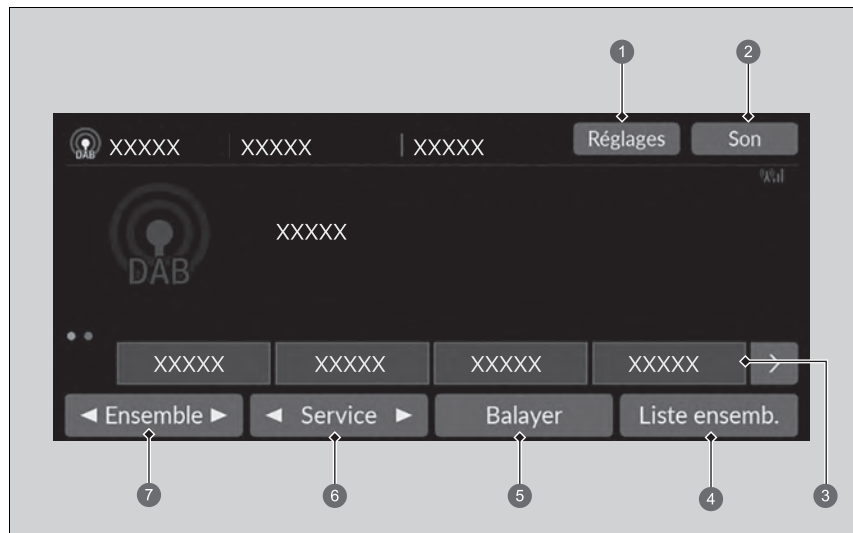 1 2
DAB XXXXX XXXXX XXXXX Réglages Son
DAB XXXXX
XXXXX XXXXX XXXXX XXXXX >
◄ Ensemble ► ◄ Service ► Balayer Liste ensemb.
7 6 5 4 3